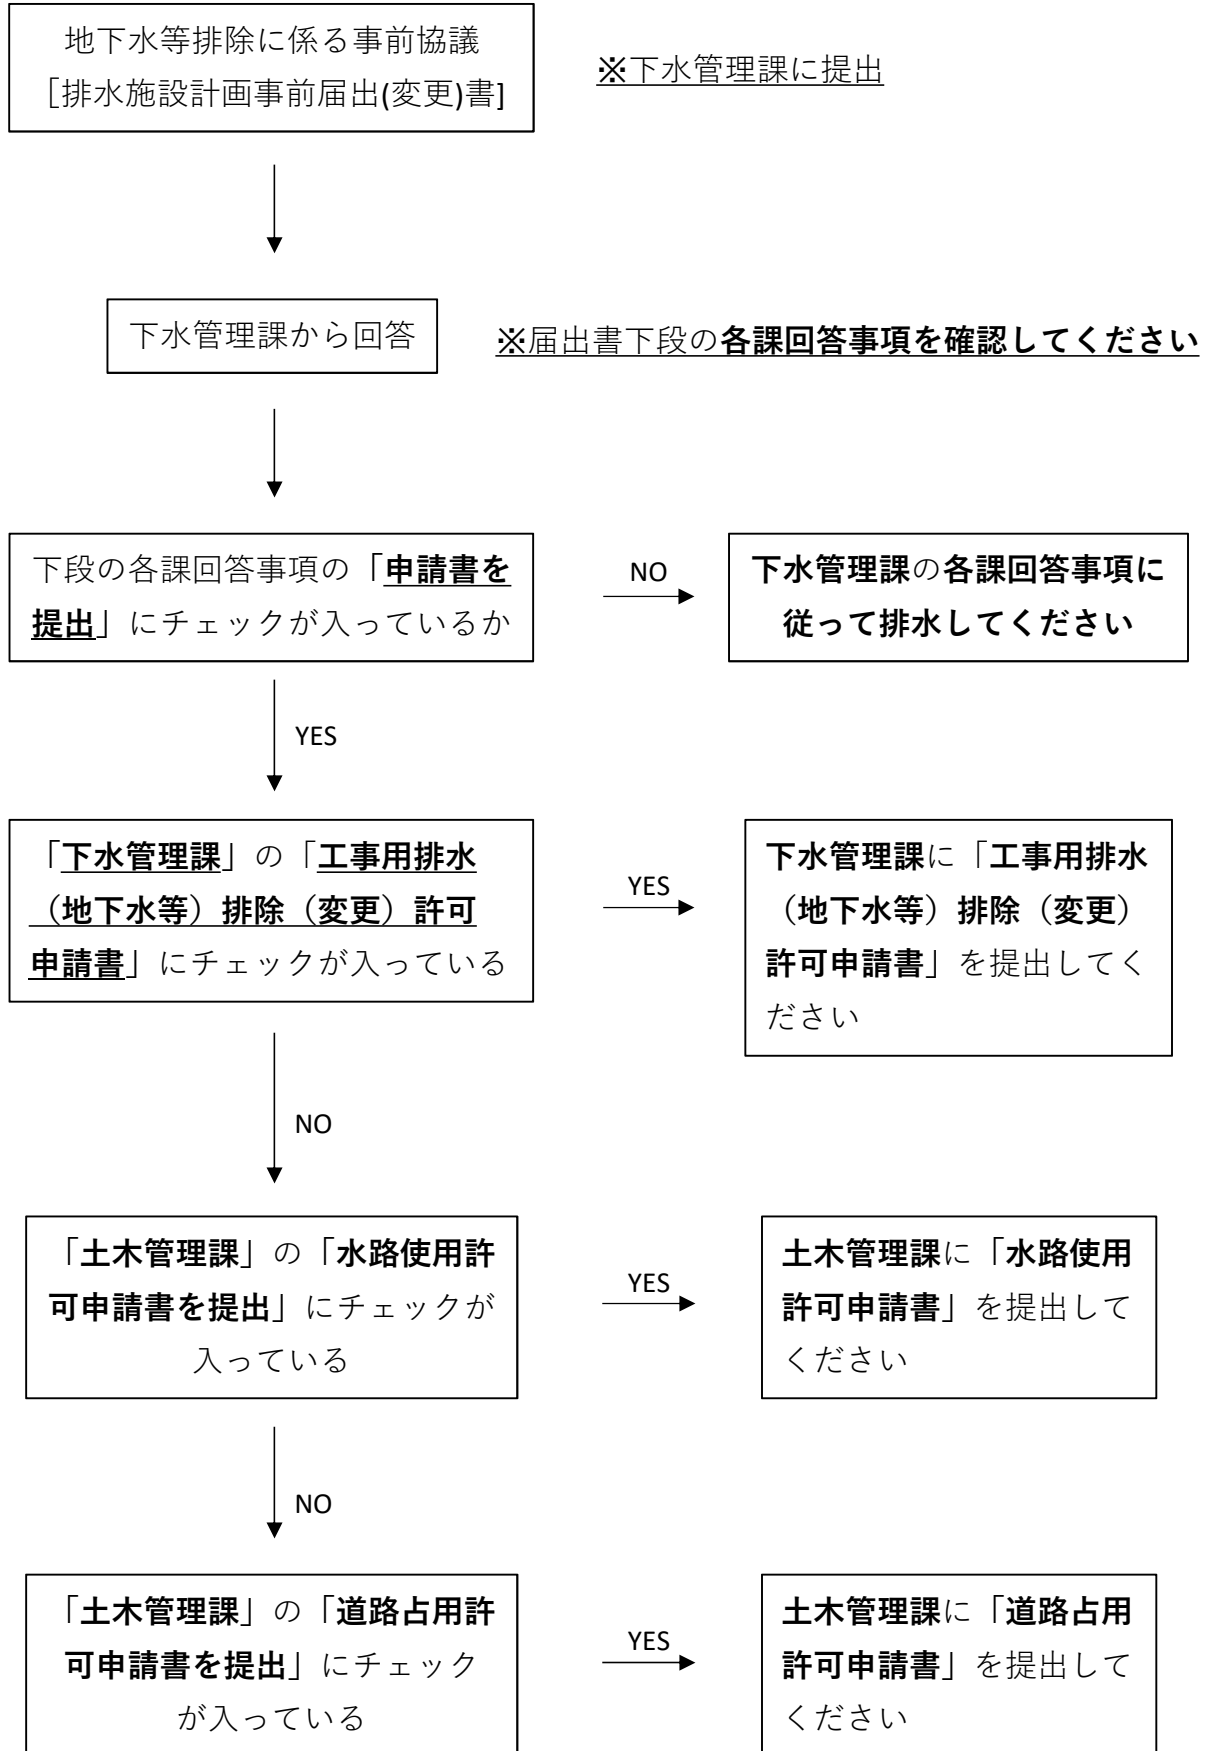 地下水等排除に係る事前協議
[排水施設計画事前届出(変更)書]
※下水管理課に提出
下水管理課から回答
※届出書下段の各課回答事項を確認してください
下段の各課回答事項の「申請書を
提出」にチェックが入っているか
NO
下水管理課の各課回答事項に
従って排水してください
YES
「下水管理課」の「工事用排水
（地下水等）排除（変更）許可
申請書」にチェックが入っている
YES
下水管理課に「工事用排水
（地下水等）排除（変更）
許可申請書」を提出してく
ださい
NO
「土木管理課」の「水路使用許
可申請書を提出」にチェックが
入っている
YES
土木管理課に「水路使用
許可申請書」を提出して
ください
NO
「土木管理課」の「道路占用許
可申請書を提出」にチェック
が入っている
YES
土木管理課に「道路占用
許可申請書」を提出して
ください